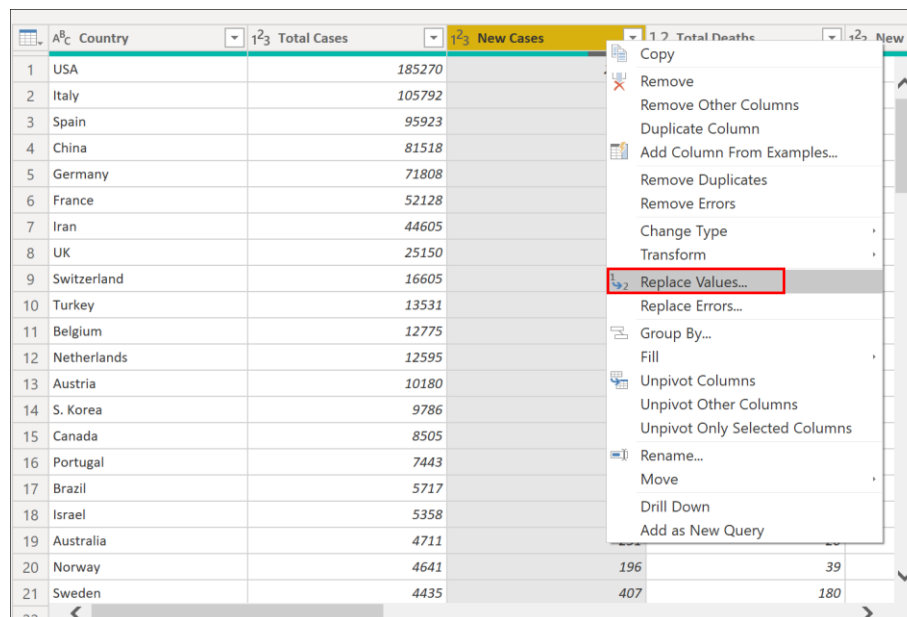 ABC Country 123 Total Cases 123 New Cases 1.2 Total Deaths 123 New
Copy
1 USA 185270
Remove
2 Italy 105792
Remove Other Columns
3 Spain 95923
Duplicate Column
4 China 81518
Add Column From Examples...
5 Germany 71808
Remove Duplicates
6 France 52128
Remove Errors
7 Iran 44605
Change Type
8 UK 25150
Transform
9 Switzerland 16605
Replace Values...
10 Turkey 13531
Replace Errors...
11 Belgium 12775
Group By...
12 Netherlands 12595
Fill
13 Austria 10180
Unpivot Columns
14 S. Korea 9786
Unpivot Other Columns
15 Canada 8505
Unpivot Only Selected Columns
16 Portugal 7443
Rename...
17 Brazil 5717
Move
18 Israel 5358
Drill Down
19 Australia 4711
Add as New Query
20 Norway 4641 196 39
21 Sweden 4435 407 180